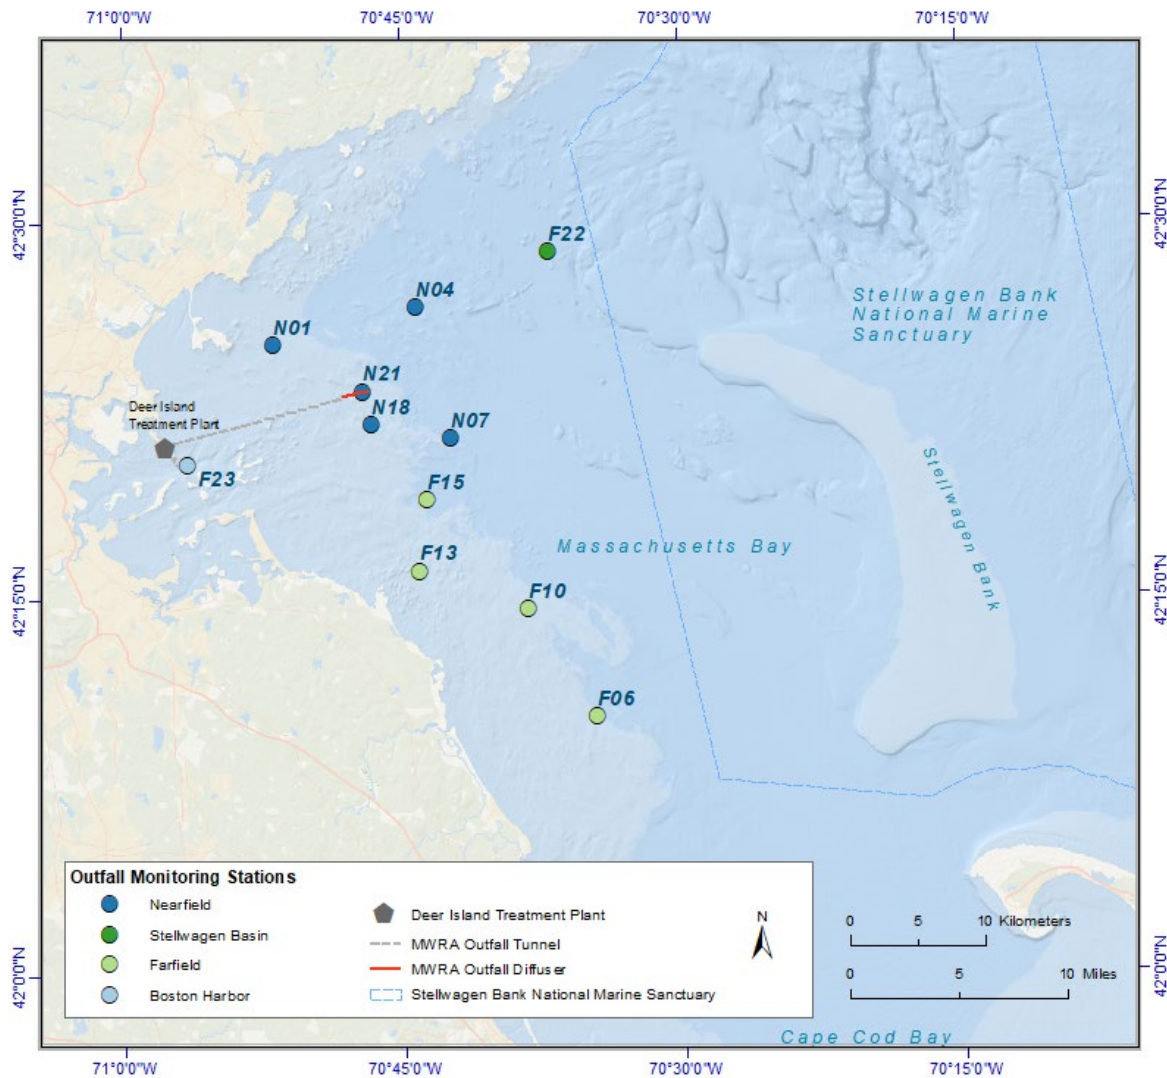 71°0'0"W
70°45'0"W
70°30'0"W
70°15'0"W
42°30'0"N
42°30'0"N
F22
N04
Stellwagen Bank
National Marine
Sanctuary
N01
N21
Deer Island
Treatment Plant
N18
N07
F23
F15
Stellwagen Bank
Massachusetts Bay
F13
F10
42°15'0"N
42°15'0"N
F06
Outfall Monitoring Stations
Nearfield
Stellwagen Basin
Farfield
Boston Harbor
Deer Island Treatment Plant
MWRA Outfall Tunnel
MWRA Outfall Diffuser
Stellwagen Bank National Marine Sanctuary
N
0 5 10 Kilometers
0 5 10 Miles
42°0'0"N
42°0'0"N
Cape Cod Bay
71°0'0"W
70°45'0"W
70°30'0"W
70°15'0"W